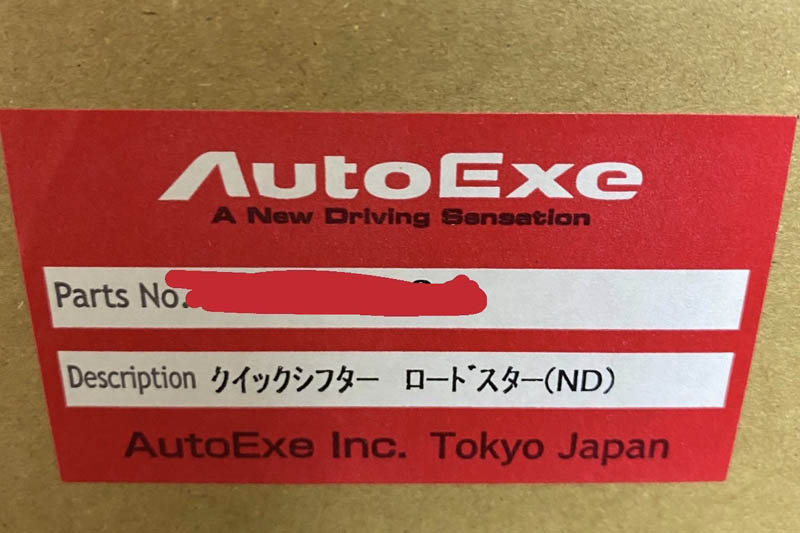 AutoExe
A New Driving Sensation
Parts No.
Description クイックシフター ロードスター(ND)
AutoExe Inc. Tokyo Japan